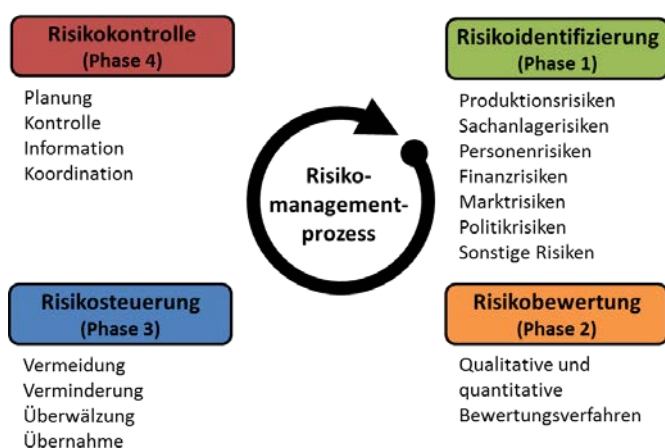 Risikokontrolle
(Phase 4)
Planung
Kontrolle
Information
Koordination
Risikoidentifizierung
(Phase 1)
Produktionsrisiken
Sachanlagerisiken
Personenrisiken
Finanzrisiken
Marktrisiken
Politikrisiken
Sonstige Risiken
Risiko-
management-
prozess
Risikosteuerung
(Phase 3)
Vermeidung
Verminderung
Überwälzung
Übernahme
Risikobewertung
(Phase 2)
Qualitative und
quantitative
Bewertungsverfahren